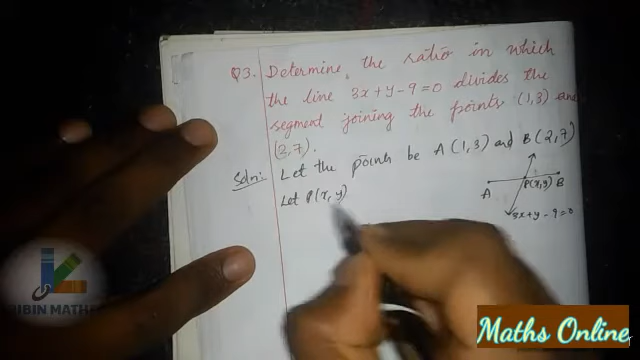 Q3. Determine the ratio in which
the line 3x+y-9=0 divides the
segment joining the points (1,3) and
(2,7).
Soln: Let the points be A(1,3) and B(2,7)
Let P(x,y)
A P(x,y) B
3x+y-9=0
BIBIN MATHS
Maths Online